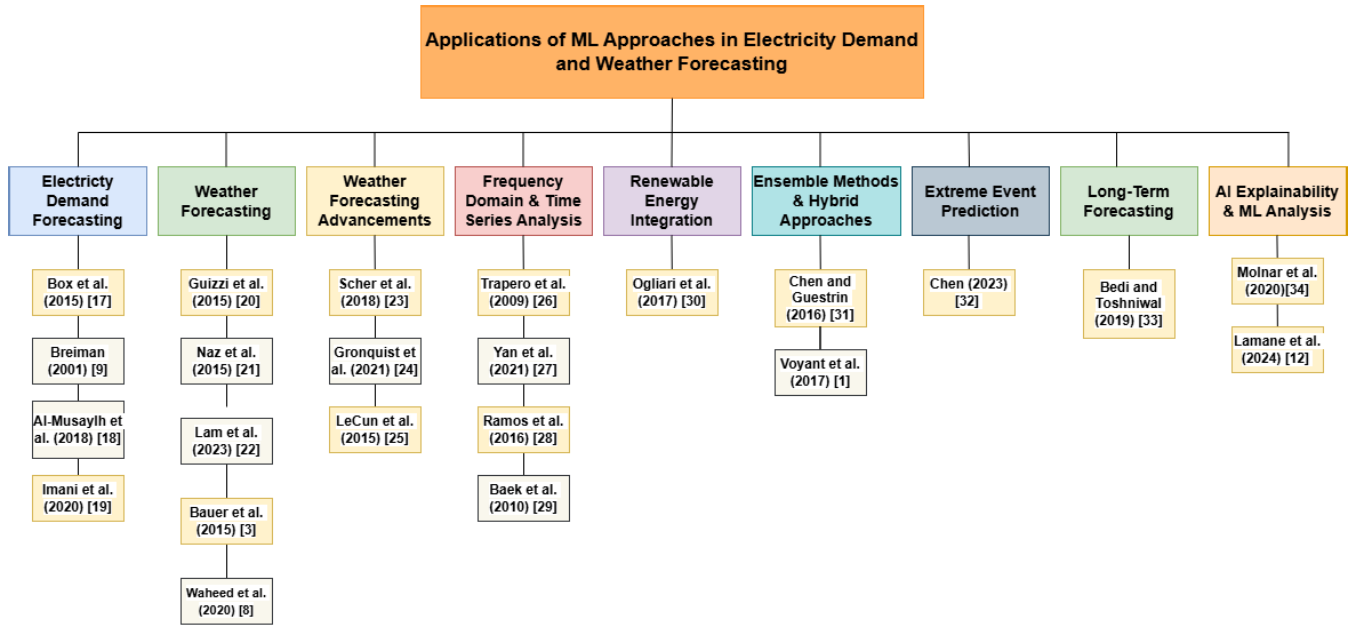 Applications of ML Approaches in Electricity Demand
and Weather Forecasting
Electricty
Demand
Forecasting
Weather
Forecasting
Weather
Forecasting
Advancements
Frequency
Domain & Time
Series Analysis
Renewable
Energy
Integration
Ensemble Methods
& Hybrid
Approaches
Extreme Event
Prediction
Long-Term
Forecasting
AI Explainability
& ML Analysis
Box et al.
(2015) [17]
Breiman
(2001) [9]
Al-Musaylh et
al. (2018) [18]
Imani et al.
(2020) [19]
Guizzi et al.
(2015) [20]
Naz et al.
(2015) [21]
Lam et al.
(2023) [22]
Bauer et al.
(2015) [3]
Waheed et al.
(2020) [8]
Scher et al.
(2018) [23]
Gronquist et
al. (2021) [24]
LeCun et al.
(2015) [25]
Trapero et al.
(2009) [26]
Yan et al.
(2021) [27]
Ramos et al.
(2016) [28]
Baek et al.
(2010) [29]
Ogliari et al.
(2017) [30]
Chen and
Guestrin
(2016) [31]
Voyant et al.
(2017) [1]
Chen (2023)
[32]
Bedi and
Toshniwal
(2019) [33]
Molnar et al.
(2020)[34]
Lamane et al.
(2024) [12]